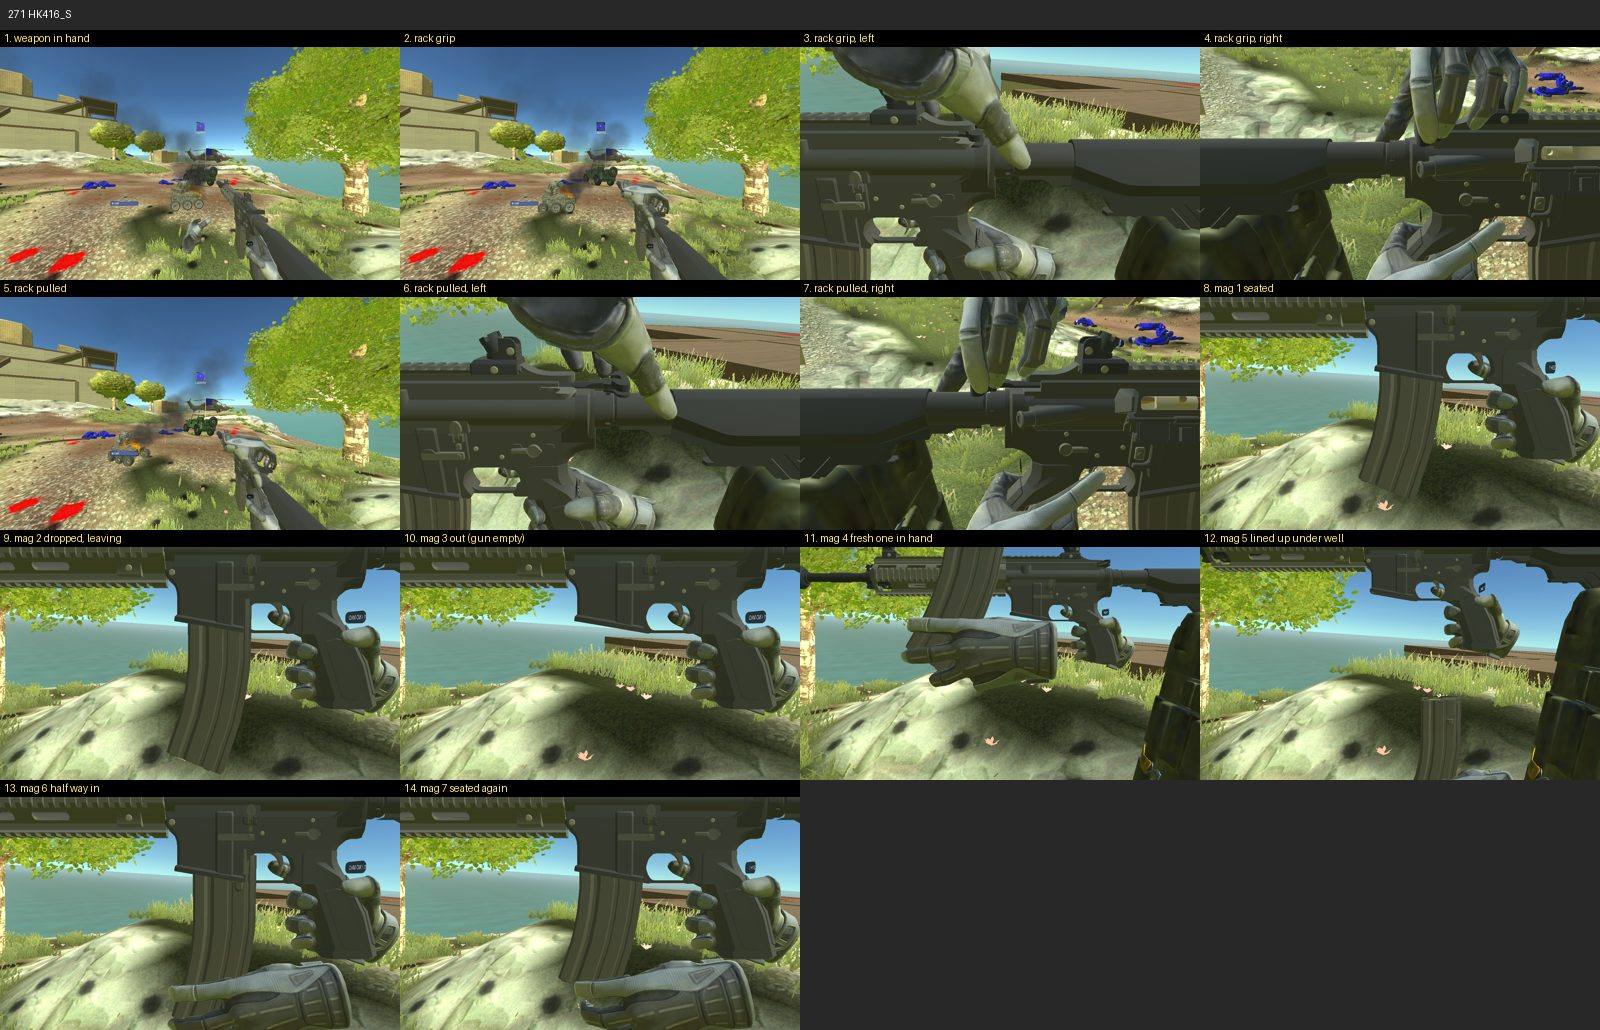 271 HK416_S
1. weapon in hand
2. rack grip
3. rack grip, left
4. rack grip, right
5. rack pulled
6. rack pulled, left
7. rack pulled, right
8. mag 1 seated
9. mag 2 dropped, leaving
10. mag 3 out (gun empty)
11. mag 4 fresh one in hand
12. mag 5 lined up under well
13. mag 6 half way in
14. mag 7 seated again